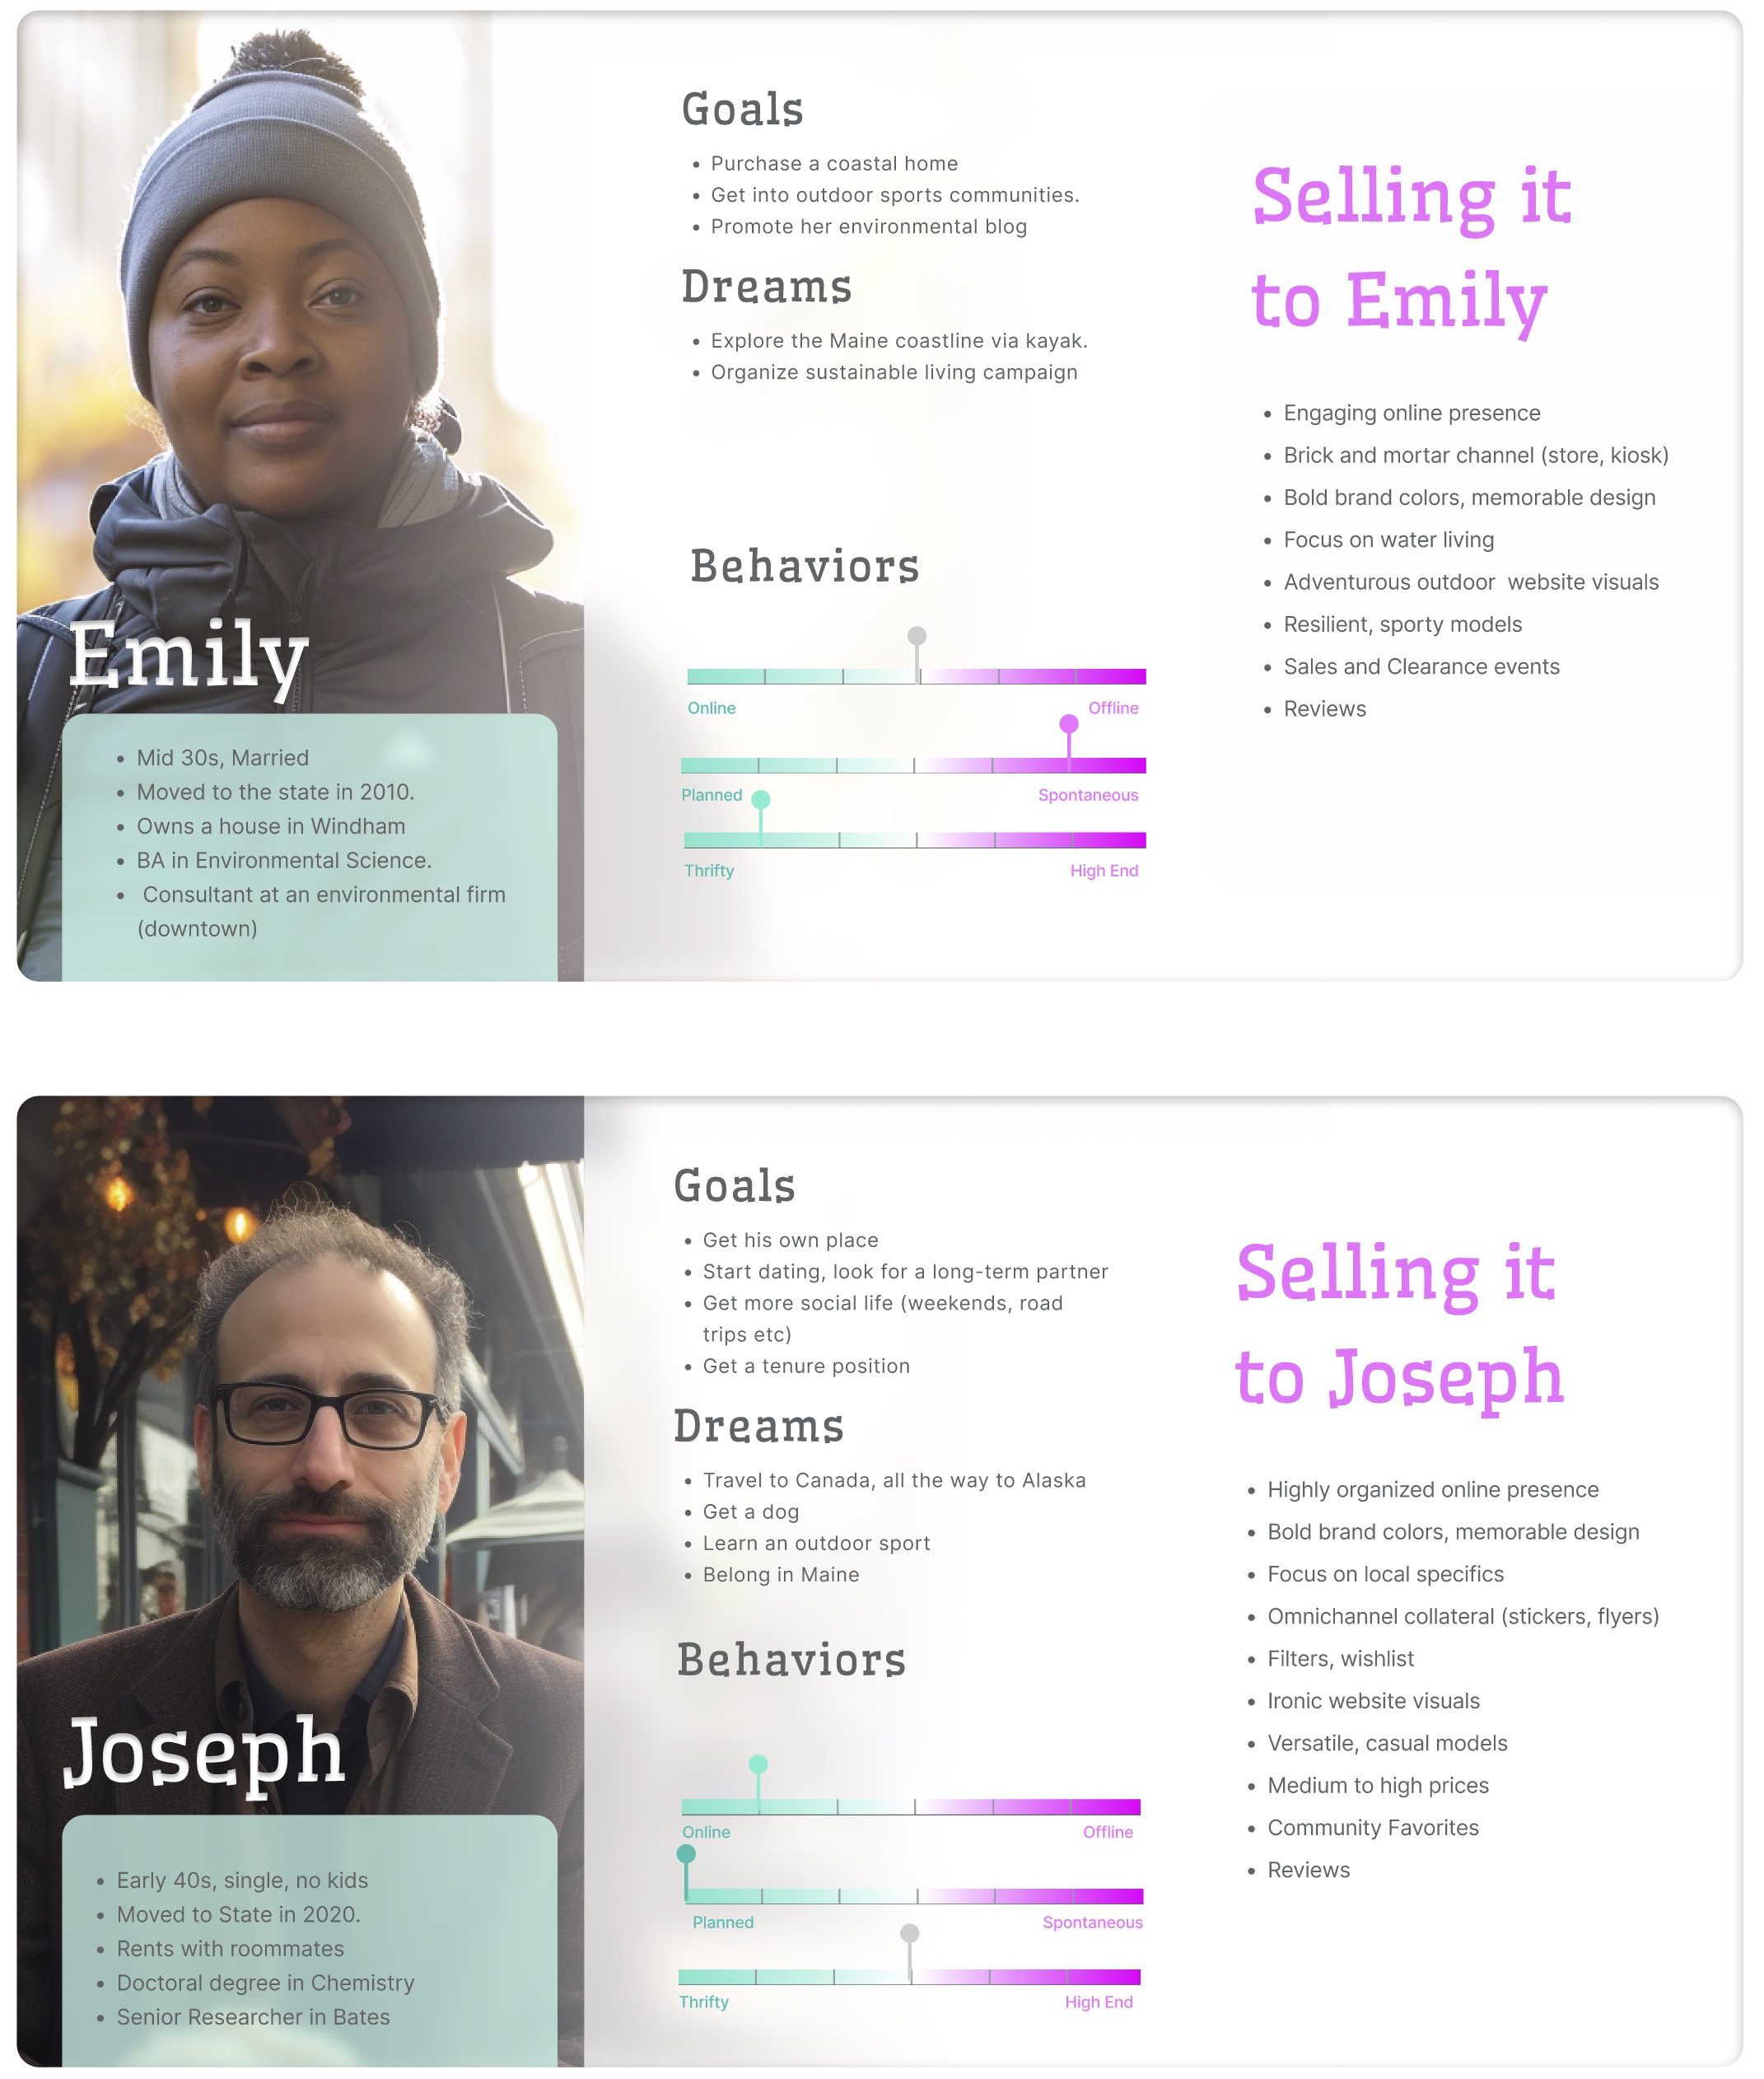 Emily
Mid 30s, Married
Moved to the state in 2010.
Owns a house in Windham
BA in Environmental Science.
Consultant at an environmental firm
(downtown)
Goals
Purchase a coastal home
Get into outdoor sports communities.
Promote her environmental blog
Dreams
Explore the Maine coastline via kayak.
Organize sustainable living campaign
Behaviors
Online Offline
Planned Spontaneous
Thrifty High End
Selling it
to Emily
Engaging online presence
Brick and mortar channel (store, kiosk)
Bold brand colors, memorable design
Focus on water living
Adventurous outdoor website visuals
Resilient, sporty models
Sales and Clearance events
Reviews
Joseph
Early 40s, single, no kids
Moved to State in 2020.
Rents with roommates
Doctoral degree in Chemistry
Senior Researcher in Bates
Goals
Get his own place
Start dating, look for a long-term partner
Get more social life (weekends, road
trips etc)
Get a tenure position
Dreams
Travel to Canada, all the way to Alaska
Get a dog
Learn an outdoor sport
Belong in Maine
Behaviors
Online Offline
Planned Spontaneous
Thrifty High End
Selling it
to Joseph
Highly organized online presence
Bold brand colors, memorable design
Focus on local specifics
Omnichannel collateral (stickers, flyers)
Filters, wishlist
Ironic website visuals
Versatile, casual models
Medium to high prices
Community Favorites
Reviews